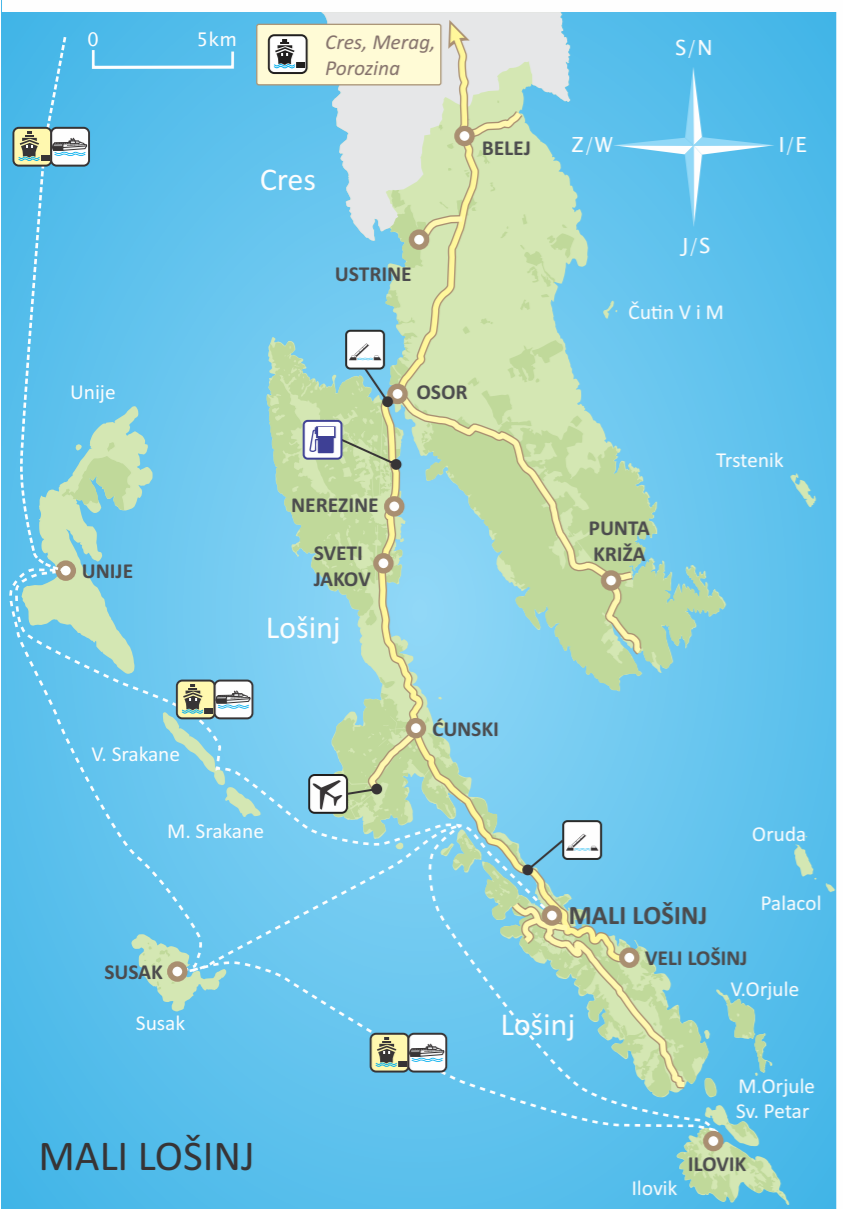 0 5km
Cres, Merag,
Porozina
S/N
Z/W
I/E
J/S
BELEJ
Cres
USTRINE
Čutin V i M
OSOR
Unije
Trstenik
NEREZINE
PUNTA
KRIŽA
SVETI
JAKOV
UNIJE
Lošinj
ĆUNSKI
V. Srakane
M. Srakane
Oruda
Palacol
MALI LOŠINJ
VELI LOŠINJ
SUSAK
Susak
V.Orjule
Lošinj
M.Orjule
Sv. Petar
MALI LOŠINJ
ILOVIK
Ilovik